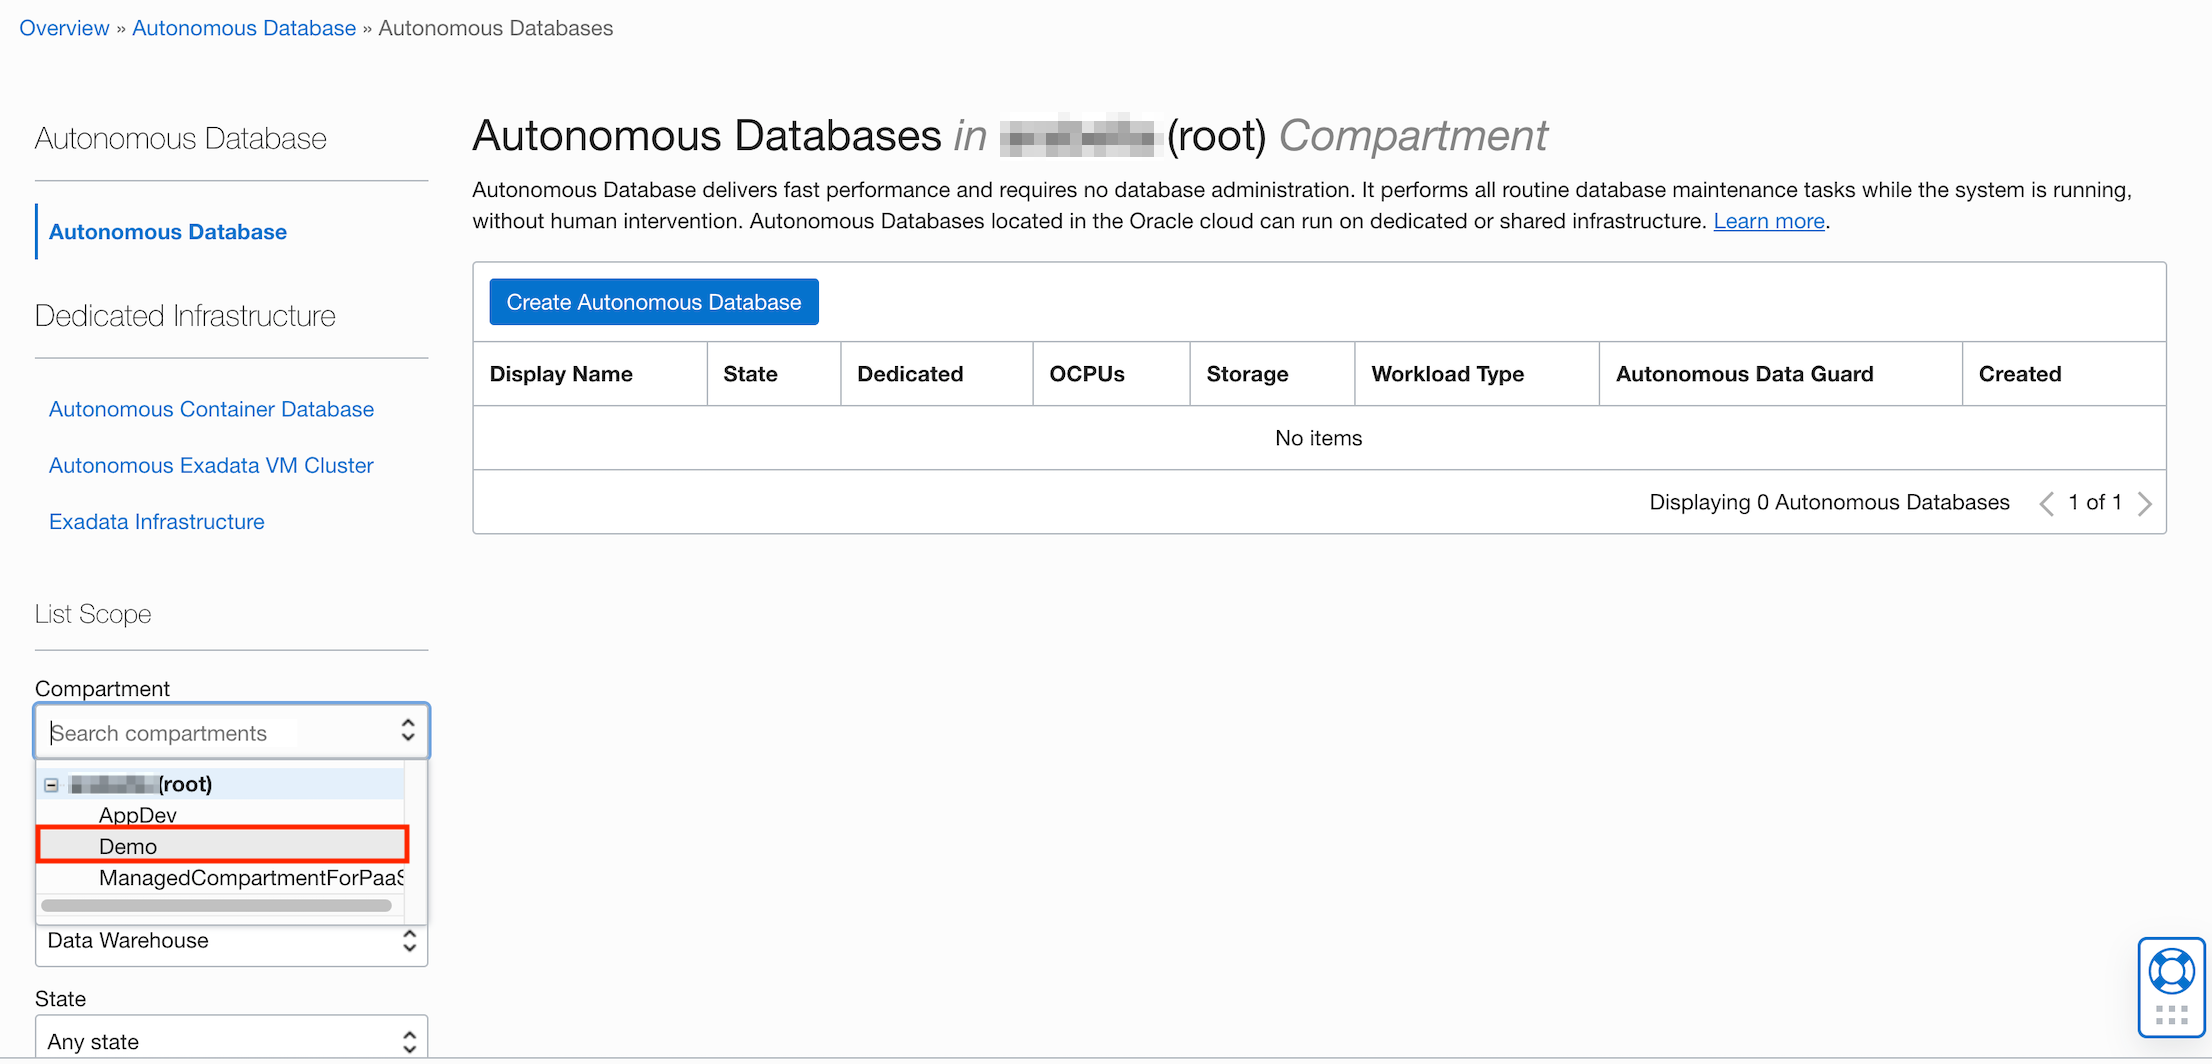 Overview » Autonomous Database » Autonomous Databases
Autonomous Database
Autonomous Database
Dedicated Infrastructure
Autonomous Container Database
Autonomous Exadata VM Cluster
Exadata Infrastructure
List Scope
Compartment
Search compartments
(root)
AppDev
Demo
ManagedCompartmentForPaaS
Data Warehouse
State
Any state
Autonomous Databases in (root) Compartment
Autonomous Database delivers fast performance and requires no database administration. It performs all routine database maintenance tasks while the system is running,
without human intervention. Autonomous Databases located in the Oracle cloud can run on dedicated or shared infrastructure. Learn more.
Create Autonomous Database
Display Name State Dedicated OCPUs Storage Workload Type Autonomous Data Guard Created
No items
Displaying 0 Autonomous Databases 1 of 1